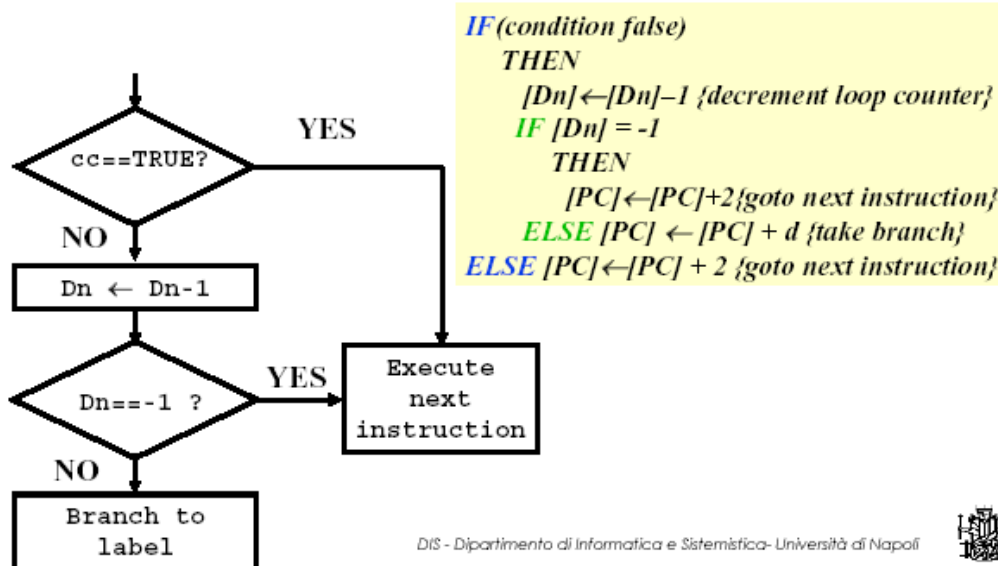 IF(condition false)
THEN
[Dn]←[Dn]–1 {decrement loop counter}
IF [Dn] = -1
THEN
[PC]←[PC]+2{goto next instruction}
ELSE [PC] ← [PC] + d {take branch}
ELSE [PC]←[PC] + 2 {goto next instruction}
cc==TRUE?
YES
NO
Dn ← Dn-1
Dn==-1 ?
YES
Execute
next
instruction
NO
Branch to
label
DIS - Dipartimento di Informatica e Sistemistica- Università di Napoli